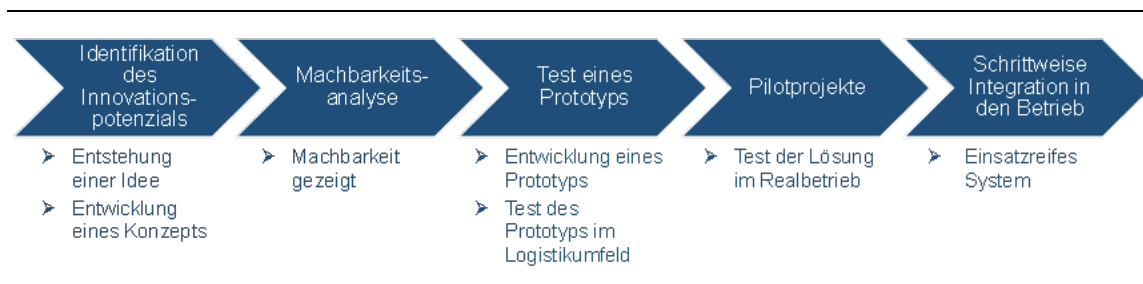 Identifikation
des
Innovations-
potenzials
➢ Entstehung
einer Idee
➢ Entwicklung
eines Konzepts
Machbarkeits-
analyse
➢ Machbarkeit
gezeigt
Test eines
Prototyps
➢ Entwicklung eines
Prototyps
➢ Test des
Prototyps im
Logistikumfeld
Pilotprojekte
➢ Test der Lösung
im Realbetrieb
Schrittweise
Integration in
den Betrieb
➢ Einsatzreifes
System